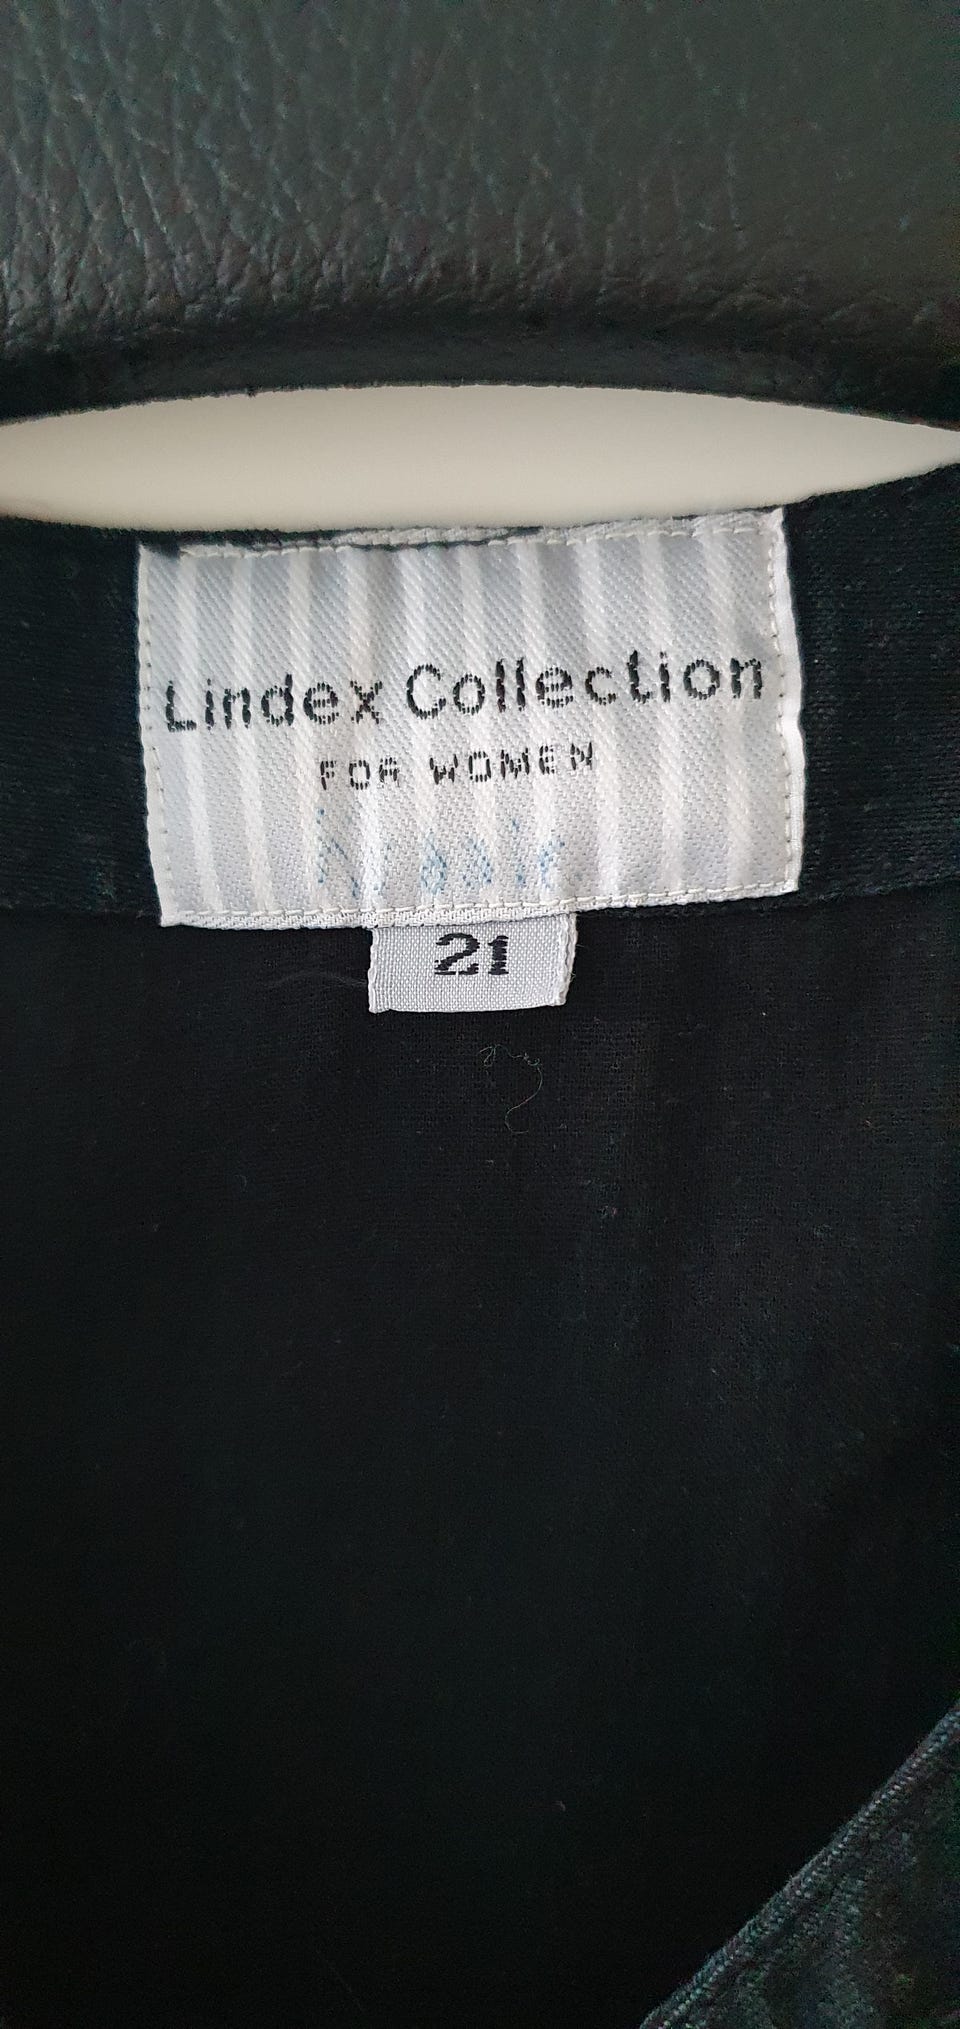 Lindex Collection
FOR WOMEN
21